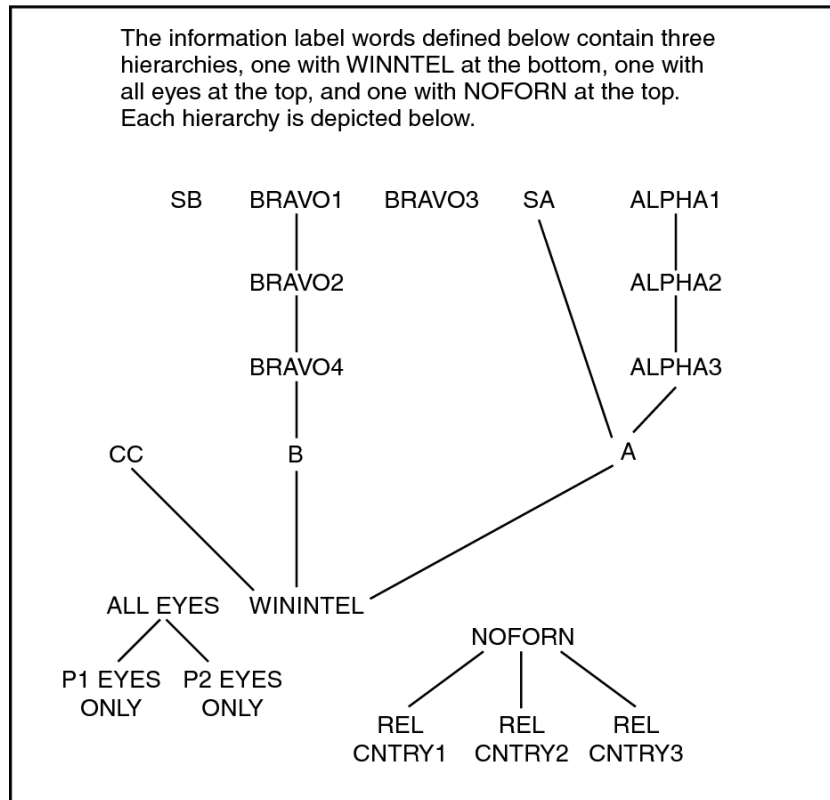 The information label words defined below contain three
hierarchies, one with WINNTEL at the bottom, one with
all eyes at the top, and one with NOFORN at the top.
Each hierarchy is depicted below.
SB BRAVO1 BRAVO3 SA ALPHA1
BRAVO2 ALPHA2
BRAVO4 ALPHA3
CC B A
ALL EYES WININTEL
NOFORN
P1 EYES P2 EYES
ONLY ONLY
REL REL REL
CNTRY1 CNTRY2 CNTRY3